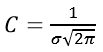 C = 1/(σ√(2π))